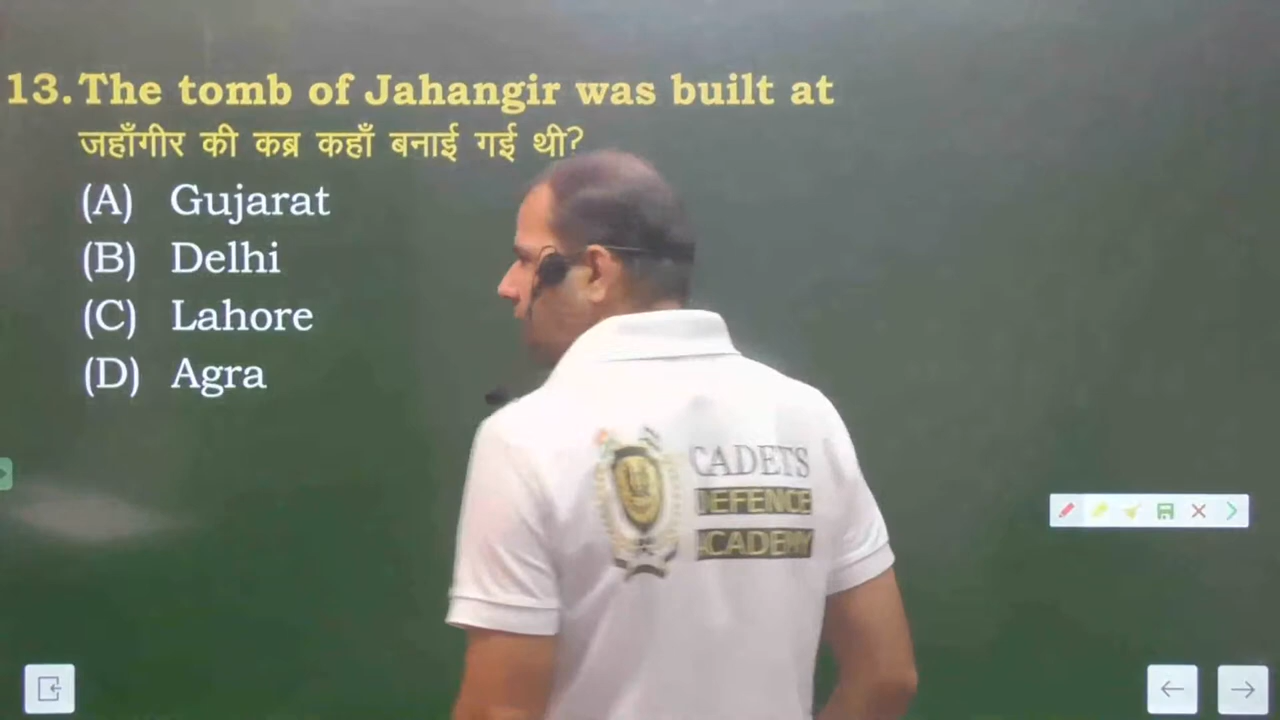 13. The tomb of Jahangir was built at
जहाँगीर की कब्र कहाँ बनाई गई थी?
(A) Gujarat
(B) Delhi
(C) Lahore
(D) Agra
CADETS
DEFENCE
ACADEMY